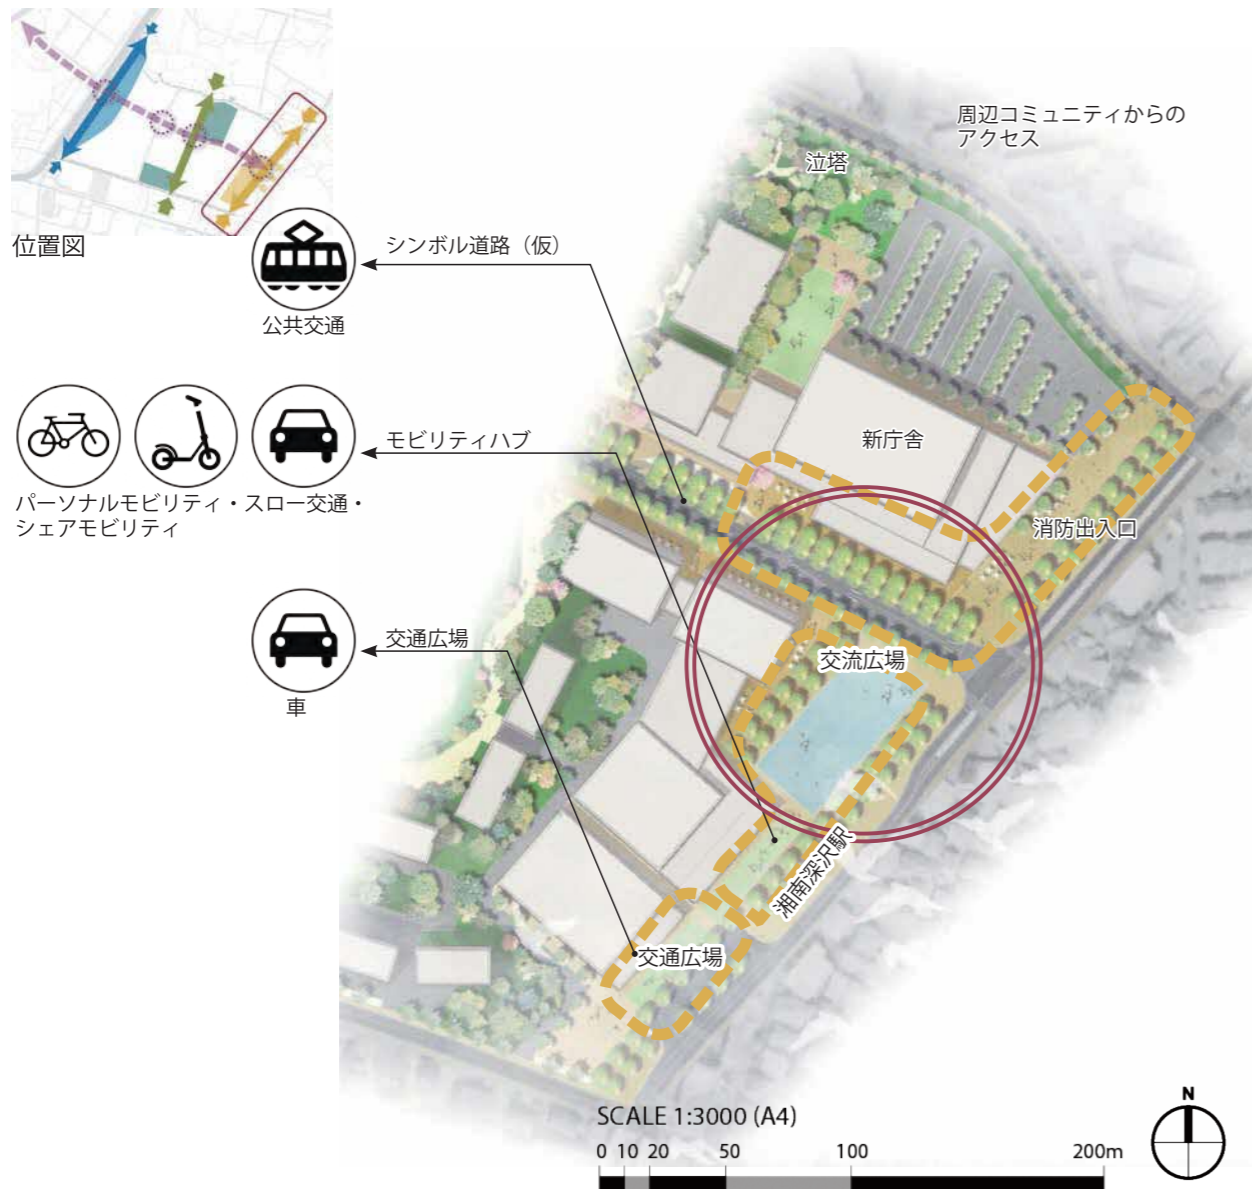 周辺コミュニティからの
アクセス
泣塔
位置図
シンボル道路（仮）
公共交通
モビリティハブ
新庁舎
パーソナルモビリティ・スロー交通・
シェアモビリティ
消防出入口
交通広場
交流広場
車
湘南深沢駅
交通広場
SCALE 1:3000 (A4)
N
0 10 20 50 100 200m